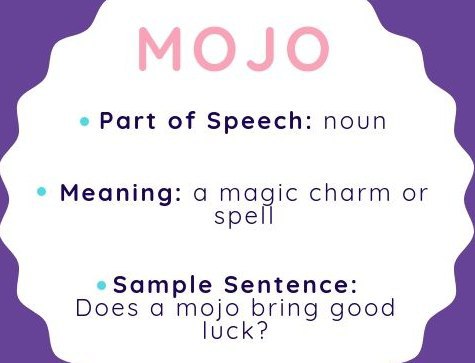 MOJO
• Part of Speech: noun
• Meaning: a magic charm or
spell
• Sample Sentence:
Does a mojo bring good
luck?